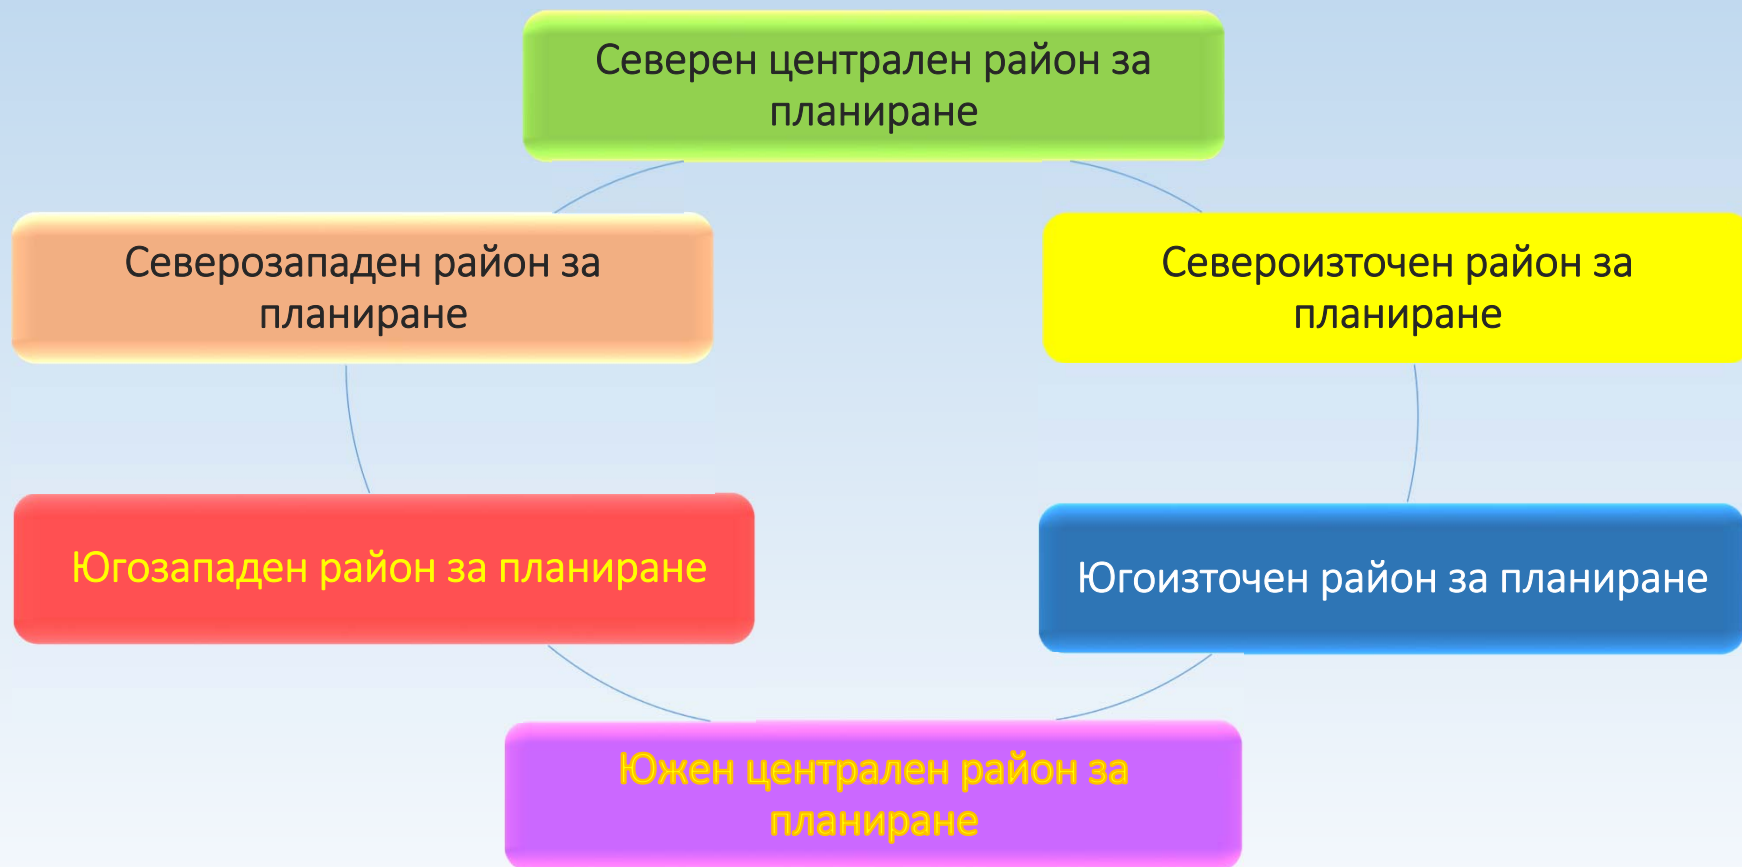 Северен централен район за
планиране
Северозападен район за
планиране
Североизточен район за
планиране
Югозападен район за планиране
Югоизточен район за планиране
Южен централен район за
планиране